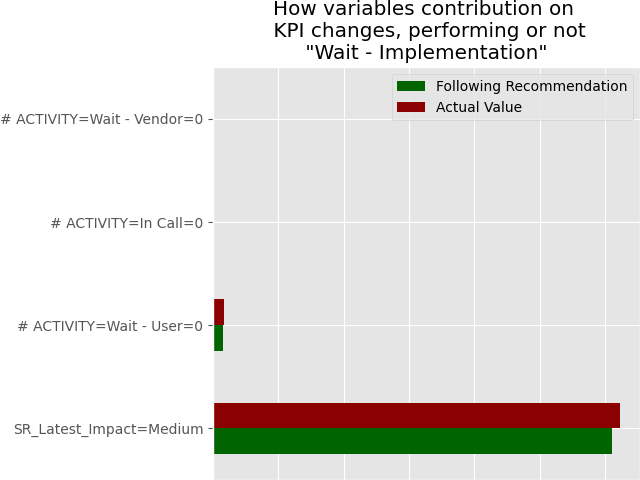 How variables contribution on
KPI changes, performing or not
"Wait - Implementation"
Following Recommendation
Actual Value
# ACTIVITY=Wait - Vendor=0
# ACTIVITY=In Call=0
# ACTIVITY=Wait - User=0
SR_Latest_Impact=Medium